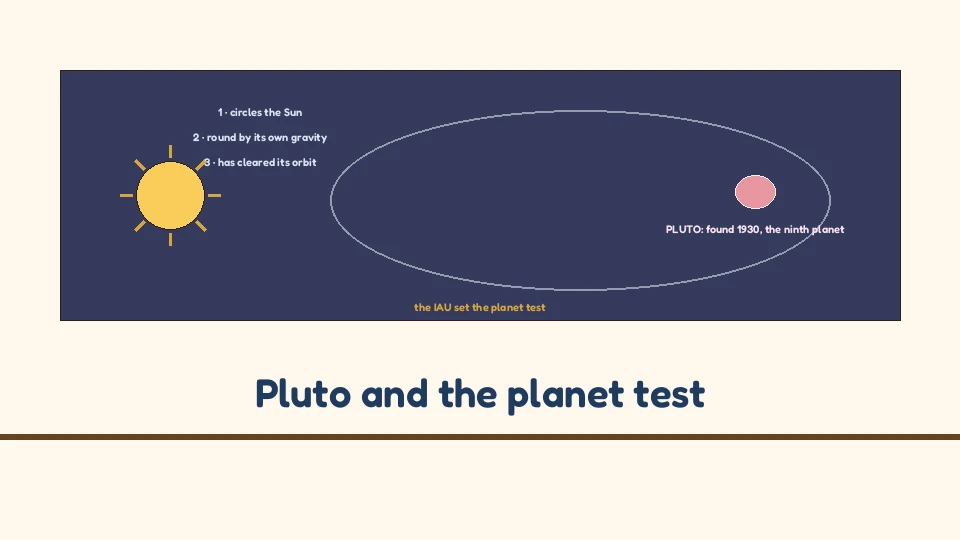 1 · circles the Sun
2 · round by its own gravity
3 · has cleared its orbit
PLUTO: found 1930, the ninth planet
the IAU set the planet test
Pluto and the planet test